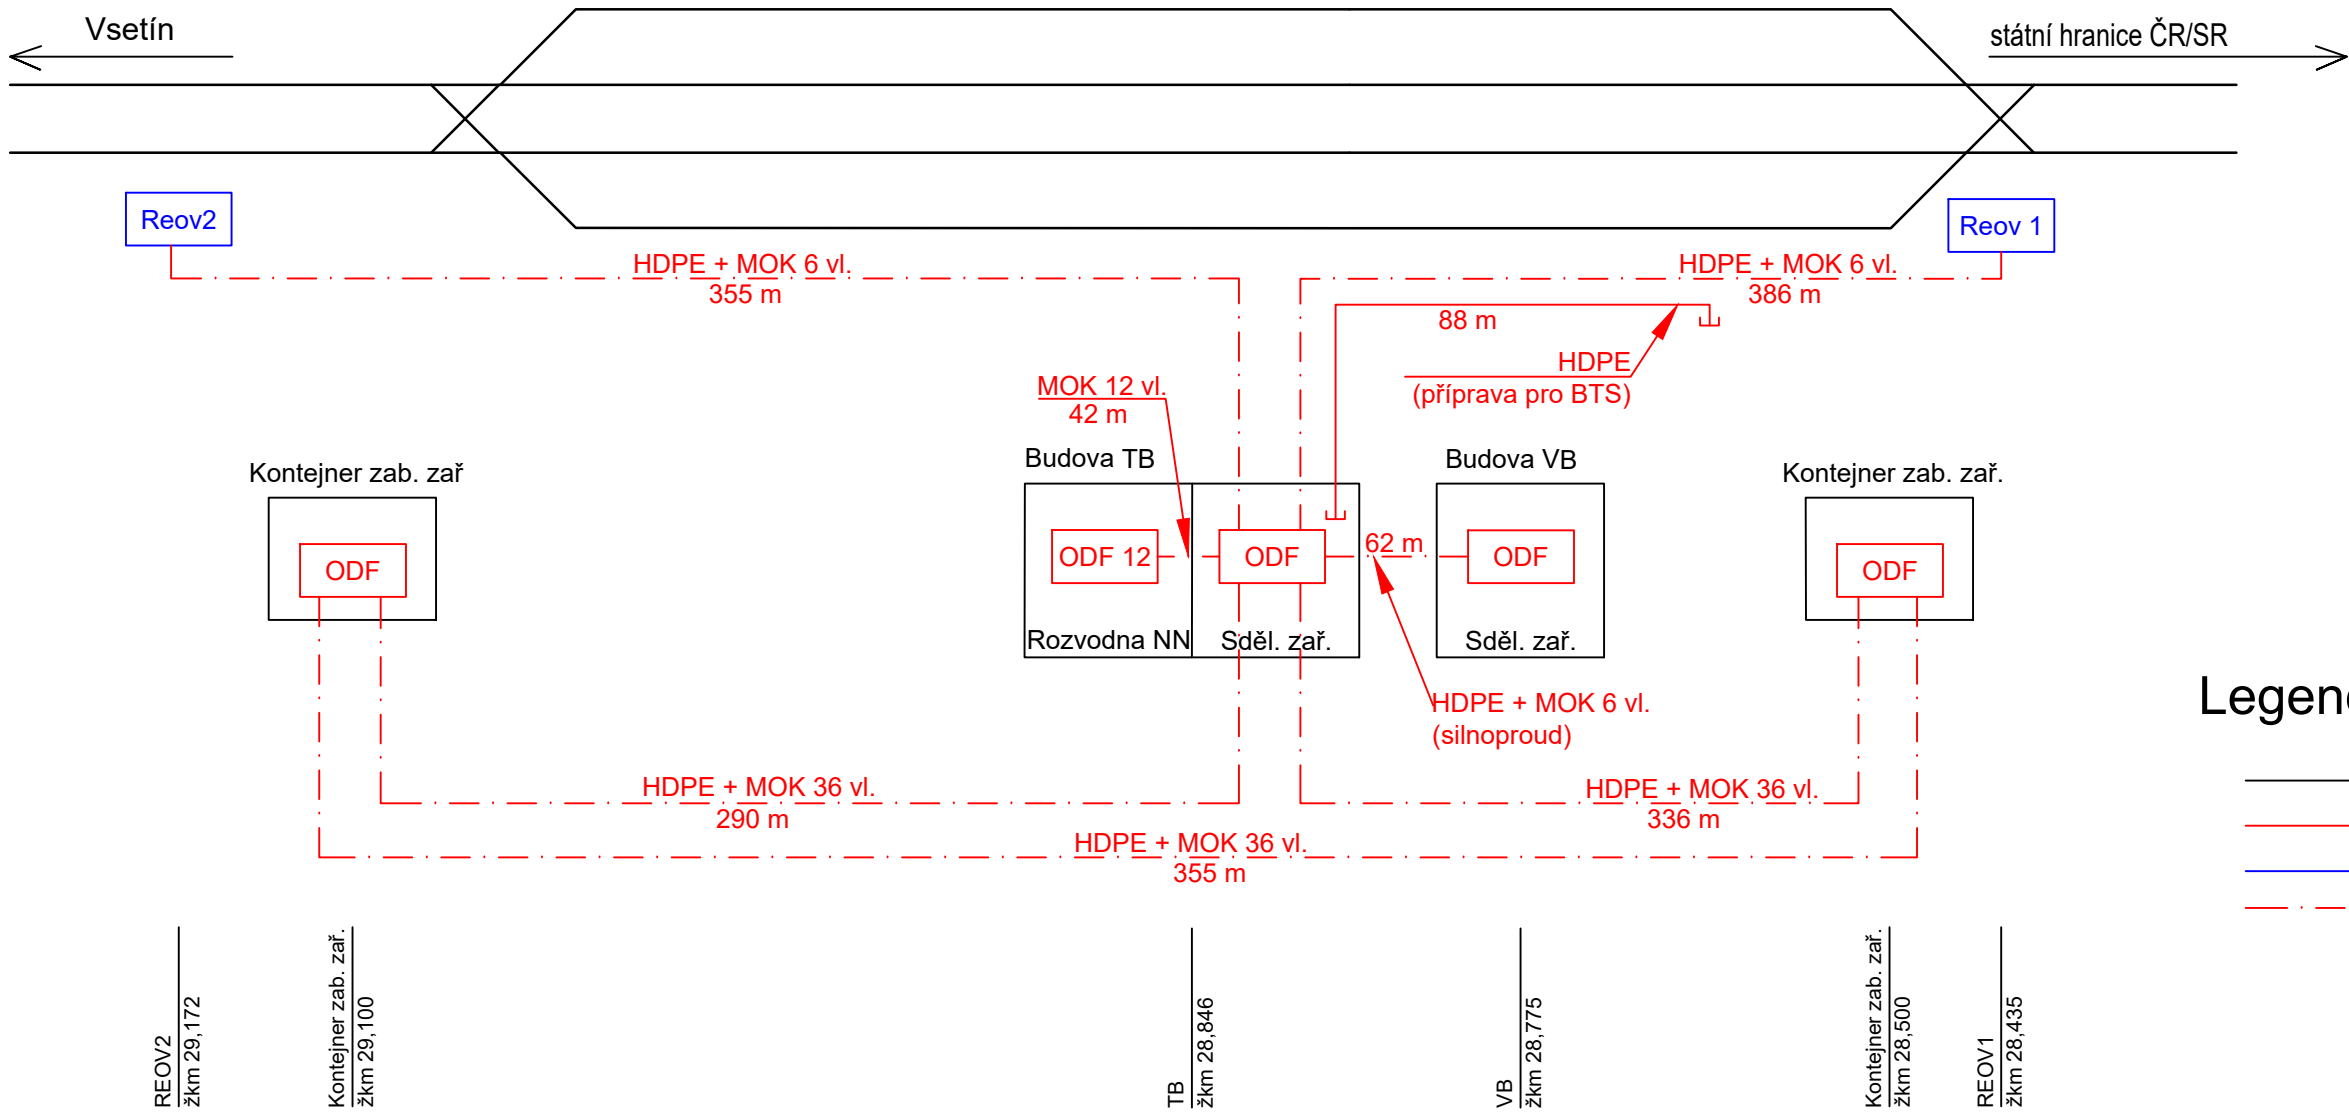 Vsetín
státní hranice ČR/SR
Reov2
Reov 1
HDPE + MOK 6 vl.
355 m
HDPE + MOK 6 vl.
386 m
88 m
HDPE
(příprava pro BTS)
MOK 12 vl.
42 m
Kontejner zab. zař
Budova TB
Budova VB
Kontejner zab. zař.
ODF
ODF 12
ODF
62 m
ODF
ODF
Rozvodna NN
Sděl. zař.
Sděl. zař.
HDPE + MOK 6 vl.
(silnoproud)
Legen
HDPE + MOK 36 vl.
290 m
HDPE + MOK 36 vl.
336 m
HDPE + MOK 36 vl.
355 m
REOV2
žkm 29,172
Kontejner zab. zař.
žkm 29,100
TB
žkm 28,846
VB
žkm 28,775
Kontejner zab. zař.
žkm 28,500
REOV1
žkm 28,435